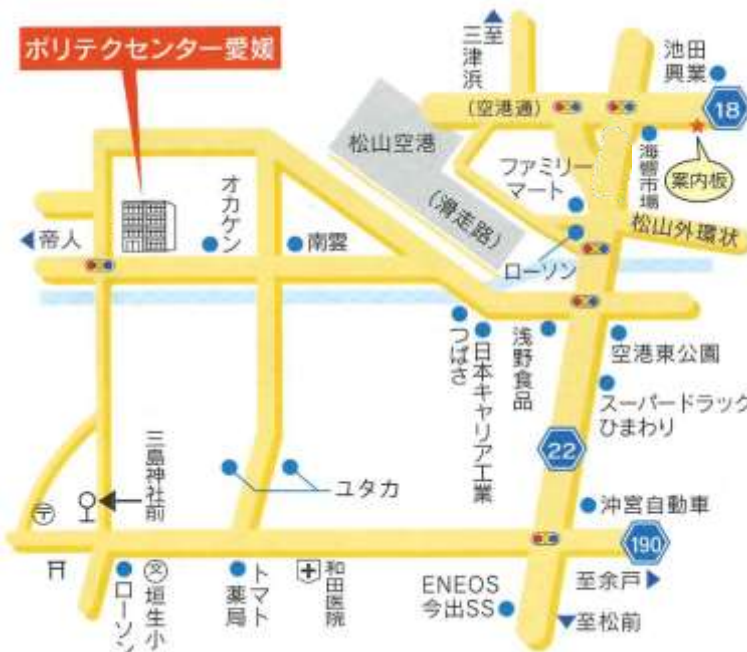 ポリテクセンター愛媛
至三津浜
池田
興業
(空港通)
18
松山空港
(滑走路)
ファミリー
マート
海響市場
案内板
オカケン
帝人
南雲
ローソン
松山外環状
つばさ
日本キャリア工業
浅野食品
空港東公園
スーパードラッグ
ひまわり
22
三島神社前
ユタカ
沖宮自動車
190
〒
文
ローソン
垣生小
トマト
薬局
和田医院
ENEOS
今出SS
至余戸
至松前